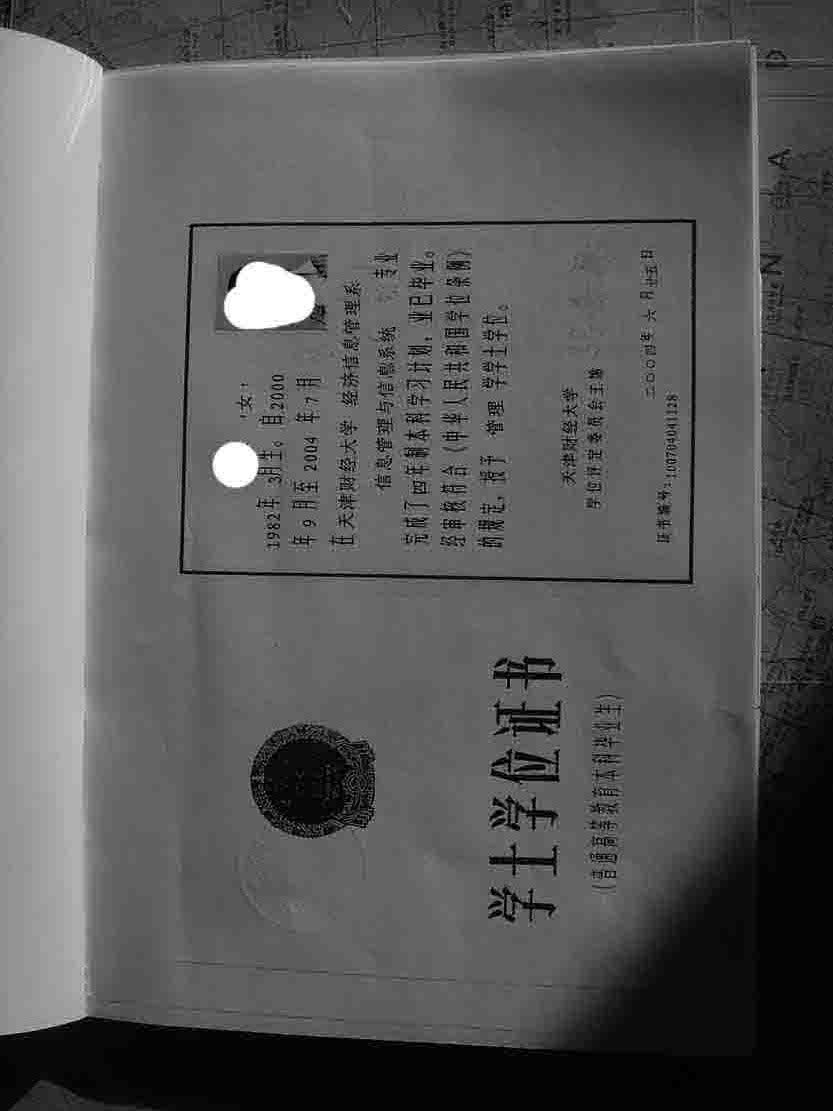 学士学位证书
（普通高等教育本科毕业生）
，女，
1982年 3月生。自2000
年 9 月至 2004 年 7 月
在 天津财经大学 经济信息管理系
信息管理与信息系统 专业
完成了四年制本科学习计划，业已毕业。
经审核符合《中华人民共和国学位条例》
的规定，授予 管理 学学士学位。
天津财经大学
学位评定委员会主席
二〇〇四年 六 月 廿五 日
证书编号：100704041128
D
A
N